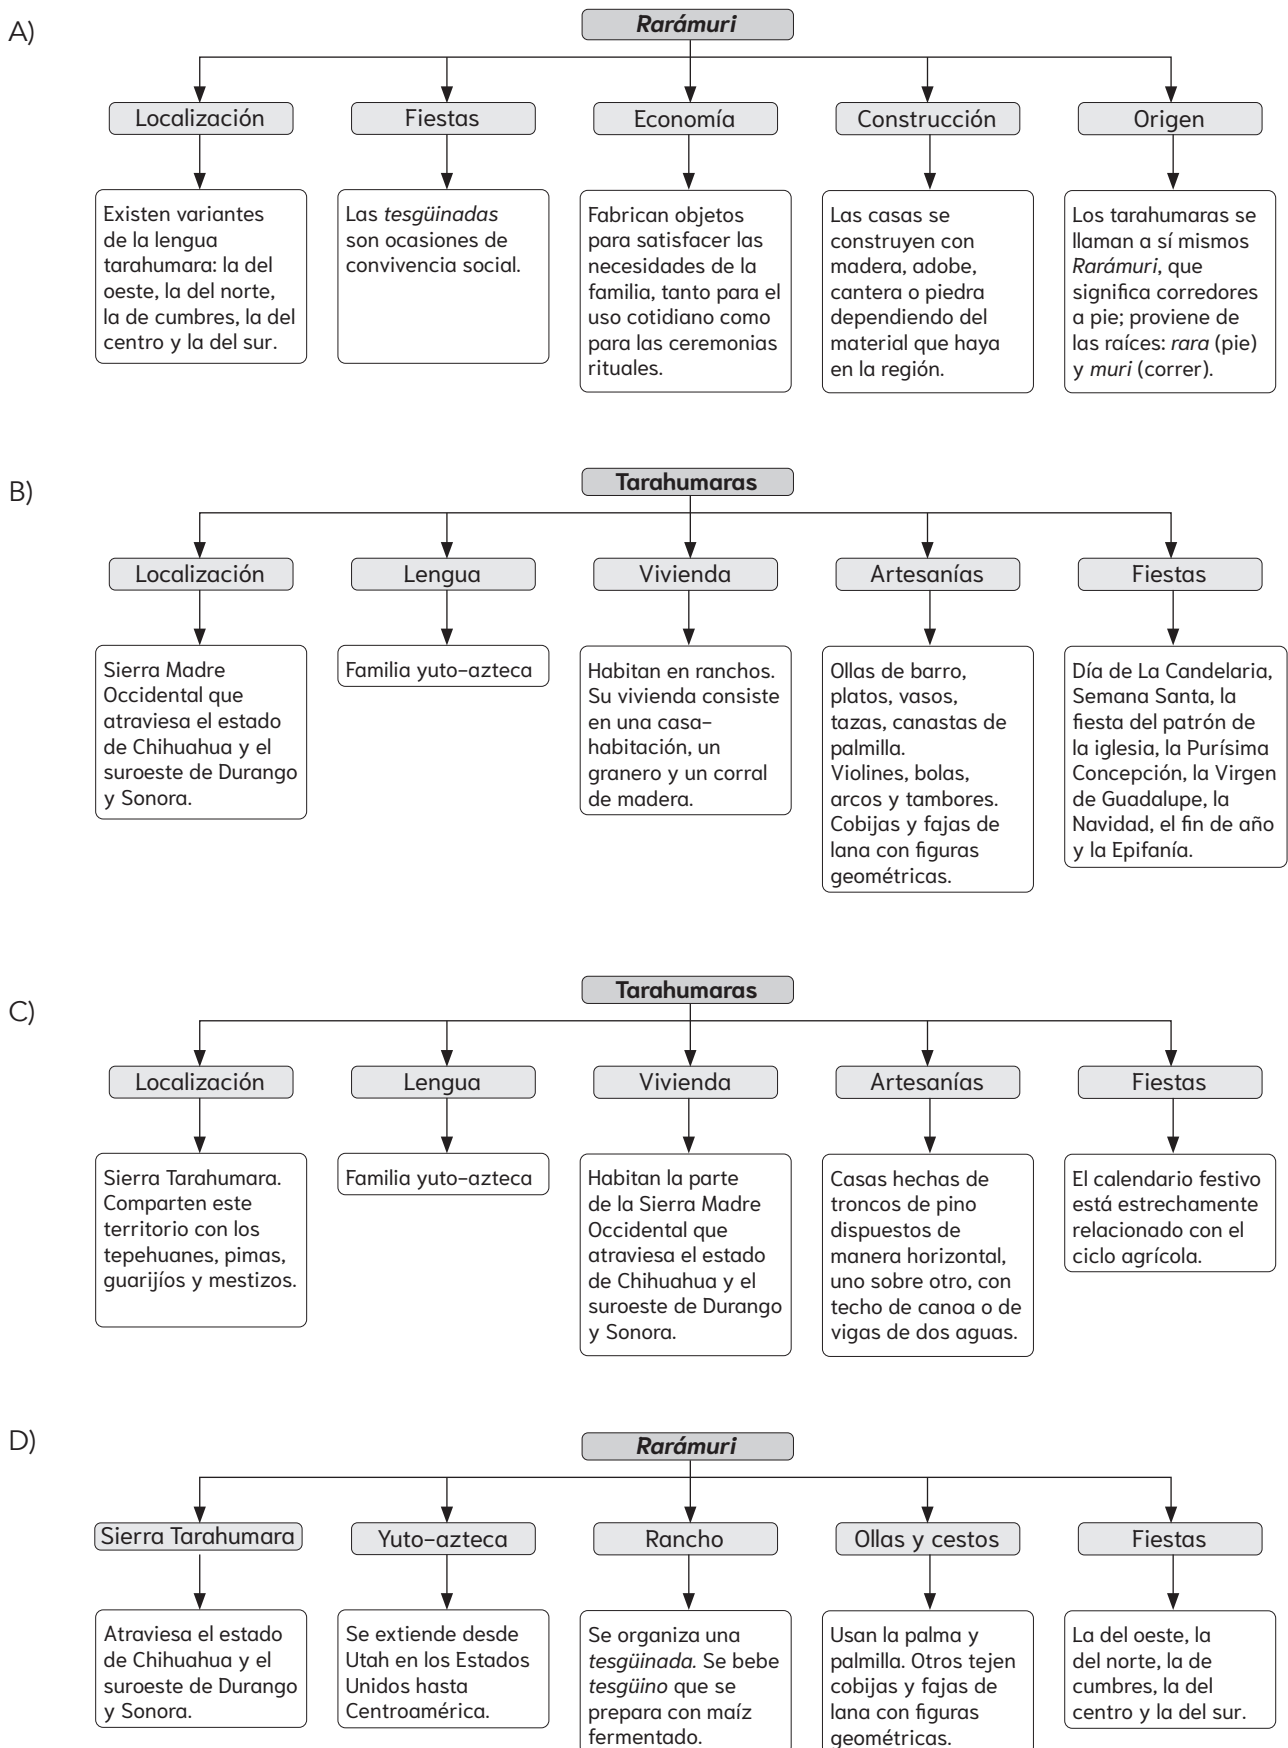 A)
Rarámuri
Localización
Fiestas
Economía
Construcción
Origen
Existen variantes
de la lengua
tarahumara: la del
oeste, la del norte,
la de cumbres, la del
centro y la del sur.
Las tesgüinadas
son ocasiones de
convivencia social.
Fabrican objetos
para satisfacer las
necesidades de la
familia, tanto para el
uso cotidiano como
para las ceremonias
rituales.
Las casas se
construyen con
madera, adobe,
cantera o piedra
dependiendo del
material que haya
en la región.
Los tarahumaras se
llaman a sí mismos
Rarámuri, que
significa corredores
a pie; proviene de
las raíces: rara (pie)
y muri (correr).
B)
Tarahumaras
Localización
Lengua
Vivienda
Artesanías
Fiestas
Sierra Madre
Occidental que
atraviesa el estado
de Chihuahua y el
suroeste de Durango
y Sonora.
Familia yuto-azteca
Habitan en ranchos.
Su vivienda consiste
en una casa-
habitación, un
granero y un corral
de madera.
Ollas de barro,
platos, vasos,
tazas, canastas de
palmilla.
Violines, bolas,
arcos y tambores.
Cobijas y fajas de
lana con figuras
geométricas.
Día de La Candelaria,
Semana Santa, la
fiesta del patrón de
la iglesia, la Purísima
Concepción, la Virgen
de Guadalupe, la
Navidad, el fin de año
y la Epifanía.
C)
Tarahumaras
Localización
Lengua
Vivienda
Artesanías
Fiestas
Sierra Tarahumara.
Comparten este
territorio con los
tepehuanes, pimas,
guarijíos y mestizos.
Familia yuto-azteca
Habitan la parte
de la Sierra Madre
Occidental que
atraviesa el estado
de Chihuahua y el
suroeste de Durango
y Sonora.
Casas hechas de
troncos de pino
dispuestos de
manera horizontal,
uno sobre otro, con
techo de canoa o de
vigas de dos aguas.
El calendario festivo
está estrechamente
relacionado con el
ciclo agrícola.
D)
Rarámuri
Sierra Tarahumara
Yuto-azteca
Rancho
Ollas y cestos
Fiestas
Atraviesa el estado
de Chihuahua y el
suroeste de Durango
y Sonora.
Se extiende desde
Utah en los Estados
Unidos hasta
Centroamérica.
Se organiza una
tesgüinada. Se bebe
tesgüino que se
prepara con maíz
fermentado.
Usan la palma y
palmilla. Otros tejen
cobijas y fajas de
lana con figuras
geométricas.
La del oeste, la
del norte, la de
cumbres, la del
centro y la del sur.